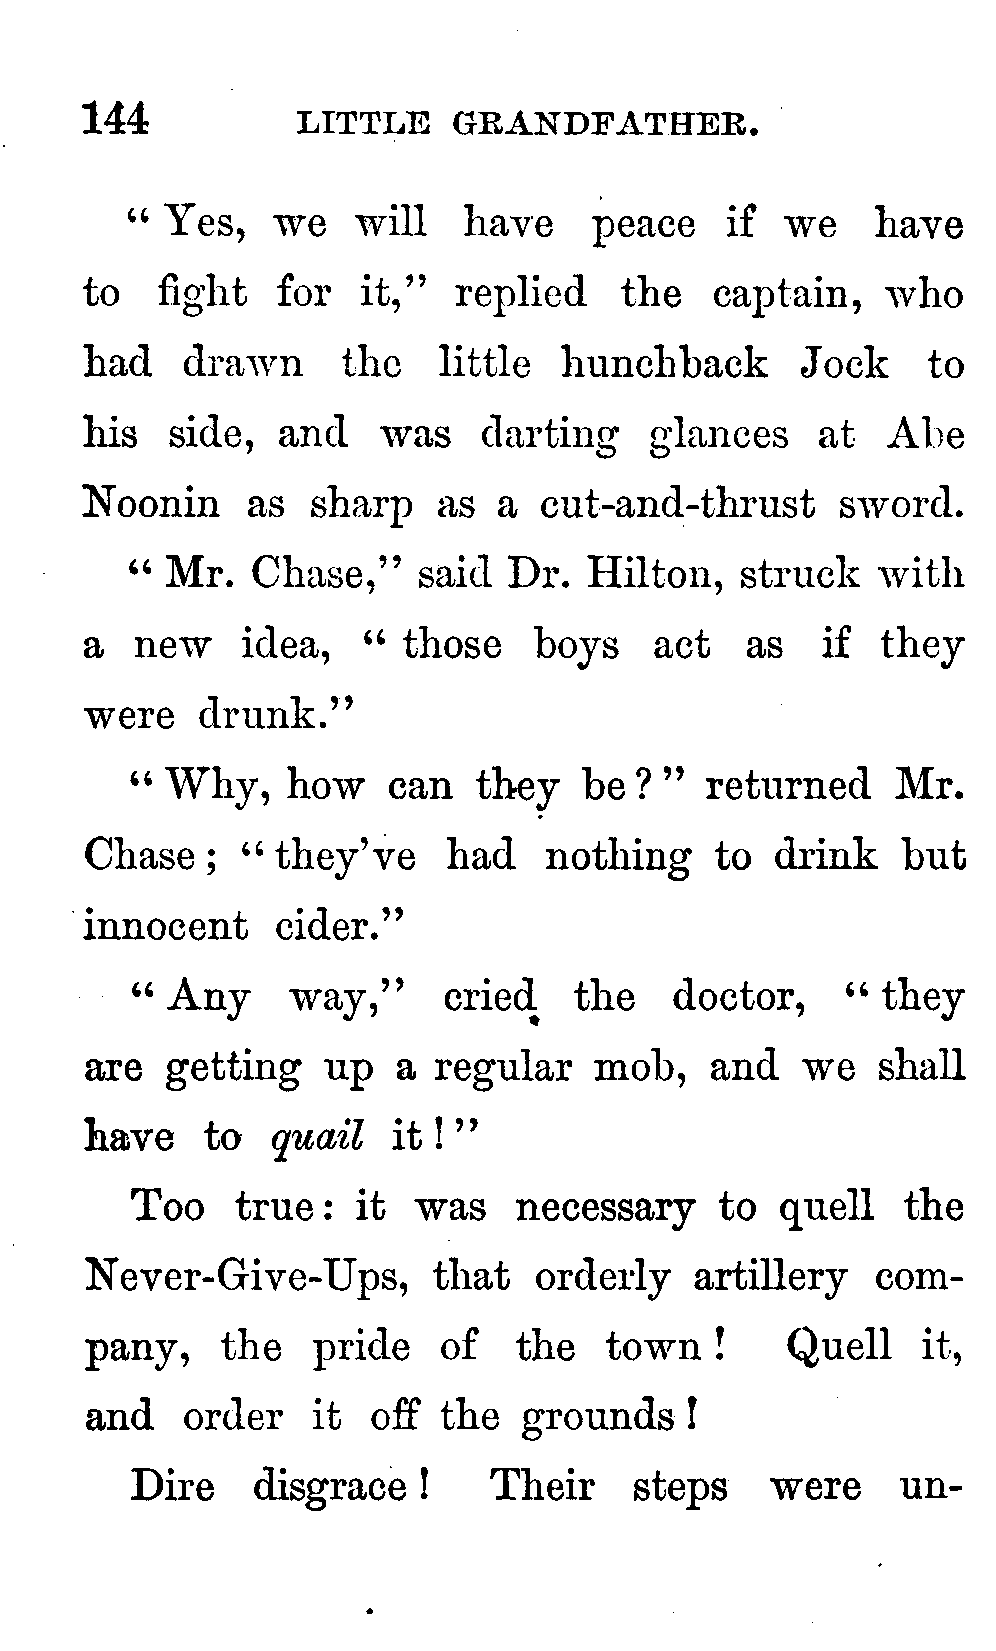 144 LITTLE GRANDFATHER.
“Yes, we will have peace if we have
to fight for it,” replied the captain, who
had drawn the little hunchback Jock to
his side, and was darting glances at Abe
Noonin as sharp as a cut-and-thrust sword.
“Mr. Chase,” said Dr. Hilton, struck with
a new idea, “those boys act as if they
were drunk.”
“Why, how can they be?” returned Mr.
Chase; “they’ve had nothing to drink but
innocent cider.”
“Any way,” cried the doctor, “they
are getting up a regular mob, and we shall
have to quail it!”
Too true: it was necessary to quell the
Never-Give-Ups, that orderly artillery com-
pany, the pride of the town! Quell it,
and order it off the grounds!
Dire disgrace! Their steps were un-